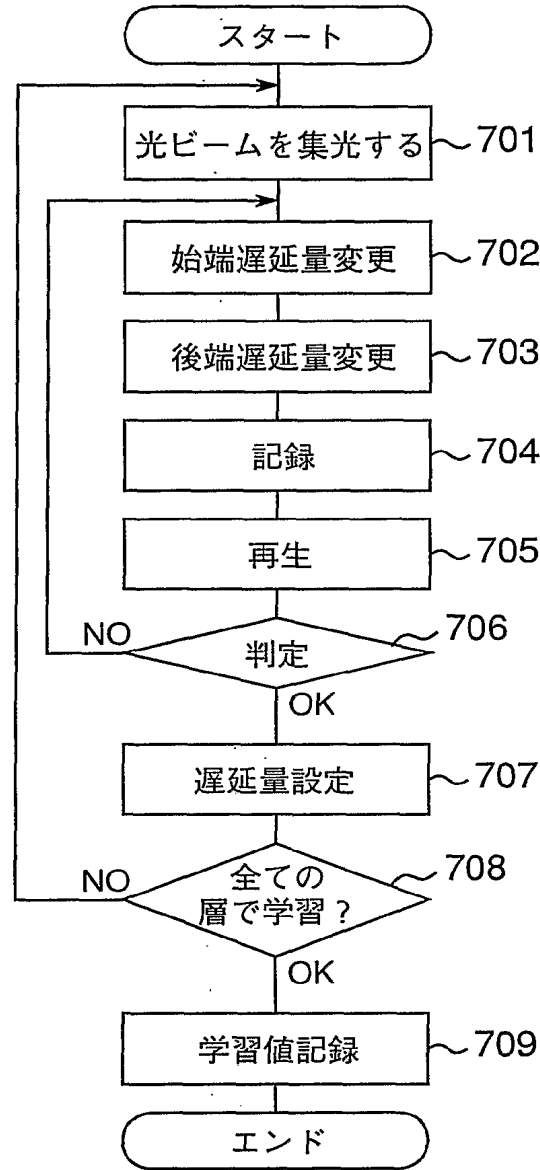 スタート
光ビームを集光する
701
始端遅延量変更
702
後端遅延量変更
703
記録
704
再生
705
判定
706
NO
OK
遅延量設定
707
全ての
層で学習？
708
NO
OK
学習値記録
709
エンド